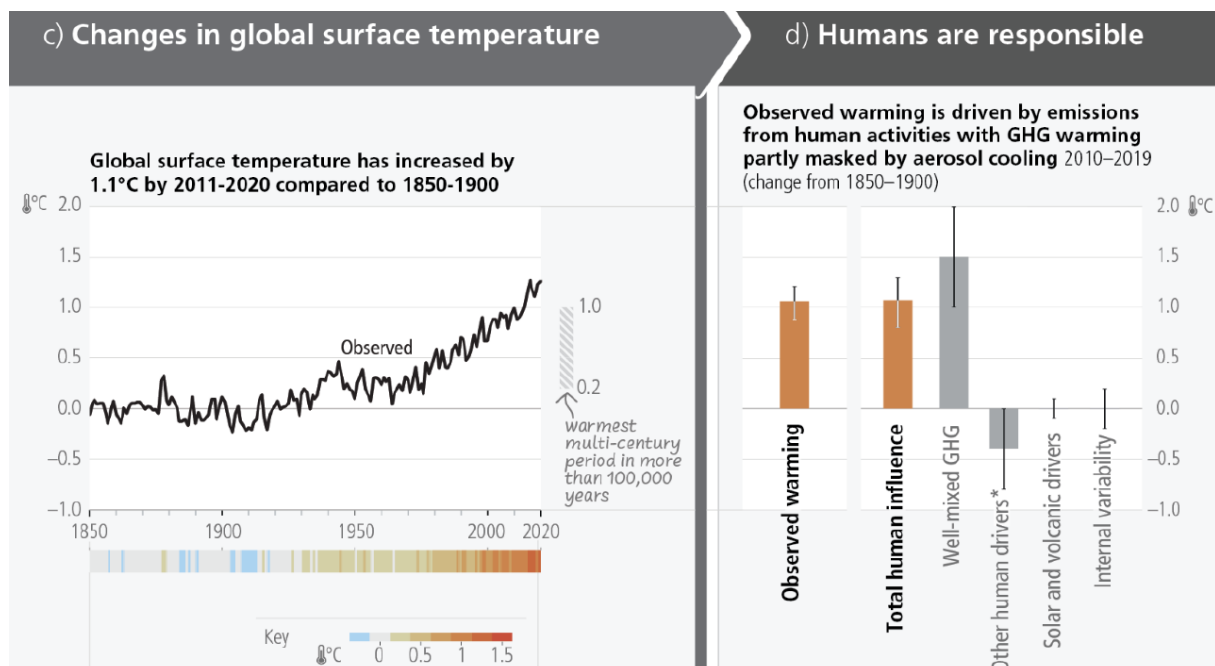 c) Changes in global surface temperature
Global surface temperature has increased by
1.1°C by 2011-2020 compared to 1850-1900
°C
2.0
1.5
1.0
0.5
0.0
−0.5
−1.0
Observed
1.0
0.2
warmest
multi-century
period in more
than 100,000
years
1850
1900
1950
2000
2020
Key
°C
0
0.5
1
1.5
d) Humans are responsible
Observed warming is driven by emissions
from human activities with GHG warming
partly masked by aerosol cooling 2010–2019
(change from 1850–1900)
2.0 °C
1.5
1.0
0.5
0.0
−0.5
−1.0
Observed warming
Total human influence
Well-mixed GHG
Other human drivers*
Solar and volcanic drivers
Internal variability